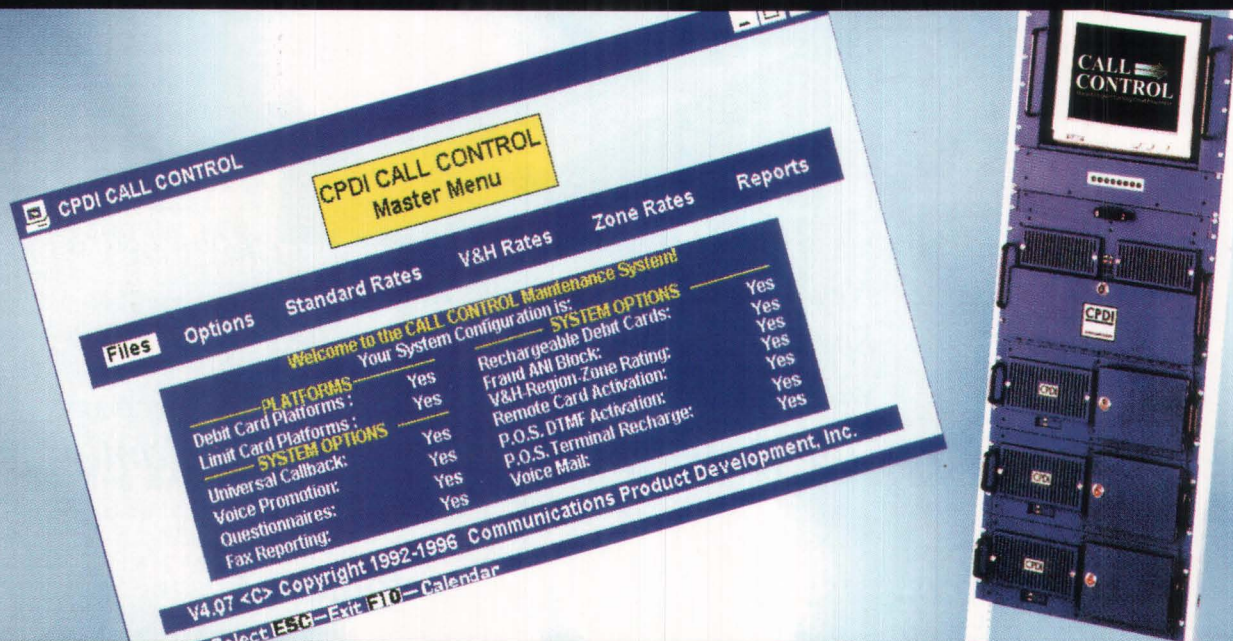 CPDI CALL CONTROL
CPDI CALL CONTROL
Master Menu
Files Options Standard Rates V&H Rates Zone Rates Reports
Welcome to the CALL CONTROL Maintenance System!
Your System Configuration is:
PLATFORMS
Debit Card Platforms : Yes
Limit Card Platforms : Yes
SYSTEM OPTIONS
Universal Callback: Yes
Voice Promotion: Yes
Questionnaires: Yes
Fax Reporting: Yes
SYSTEM OPTIONS
Rechargeable Debit Cards: Yes
Fraud ANI Block: Yes
V&H-Region-Zone Rating: Yes
Remote Card Activation: Yes
P.O.S. DTMF Activation: Yes
P.O.S. Terminal Recharge: Yes
Voice Mail: Yes
V4.07 <C> Copyright 1992-1996 Communications Product Development, Inc.
Select ESC—Exit F10—Calendar
CALL
CONTROL
CPDI
CPDI
CPDI
CPDI